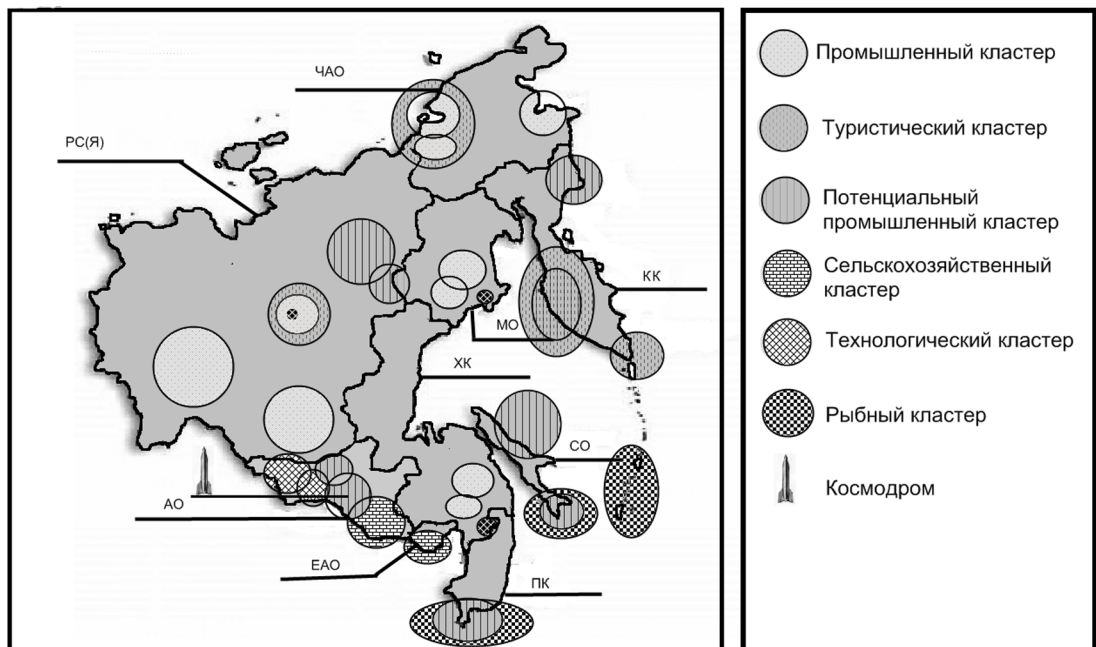 ЧАО
РС(Я)
КК
МО
ХК
СО
АО
ЕАО
ПК
Промышленный кластер
Туристический кластер
Потенциальный
промышленный кластер
Сельскохозяйственный
кластер
Технологический кластер
Рыбный кластер
Космодром